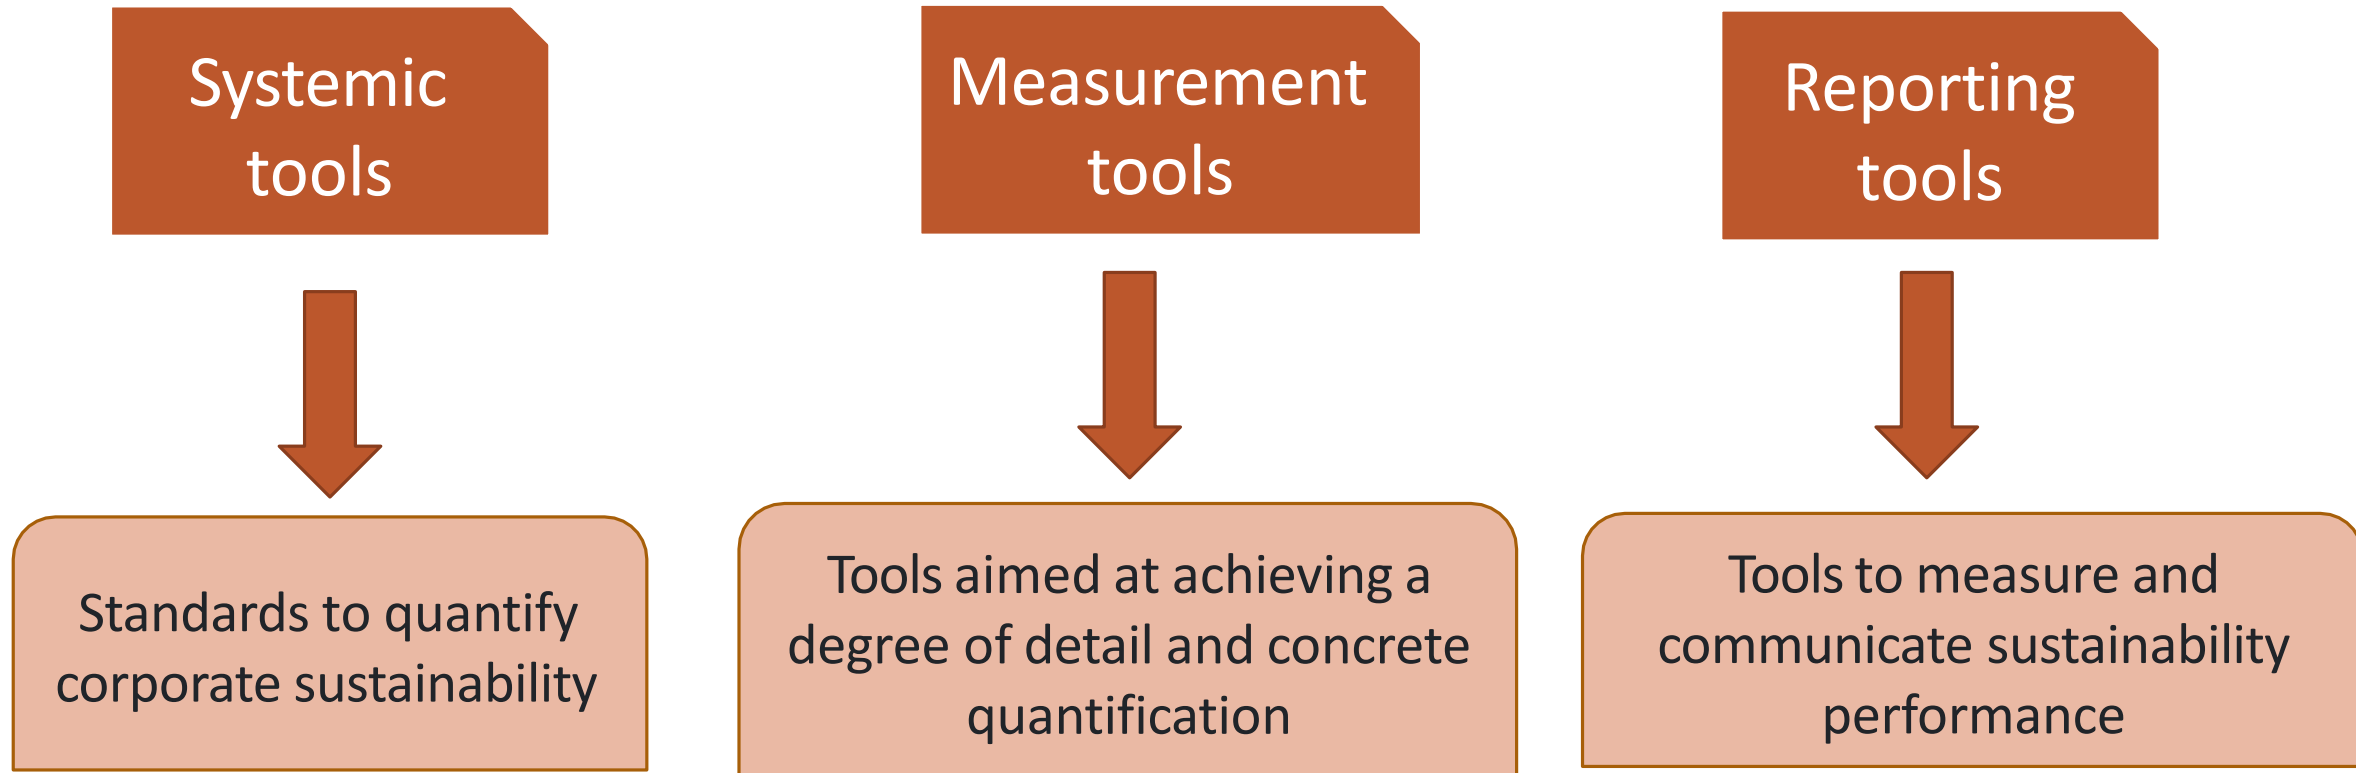 Systemic
tools
Measurement
tools
Reporting
tools
Standards to quantify
corporate sustainability
Tools aimed at achieving a
degree of detail and concrete
quantification
Tools to measure and
communicate sustainability
performance